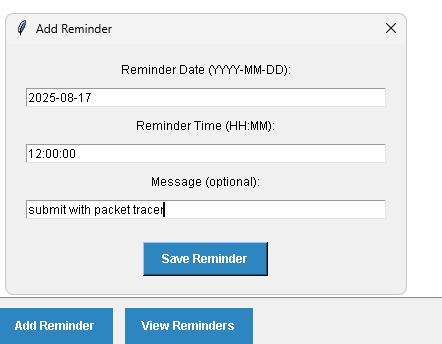 Add Reminder
Reminder Date (YYYY-MM-DD):
2025-08-17
Reminder Time (HH:MM):
12:00:00
Message (optional):
submit with packet tracer
Save Reminder
Add Reminder
View Reminders